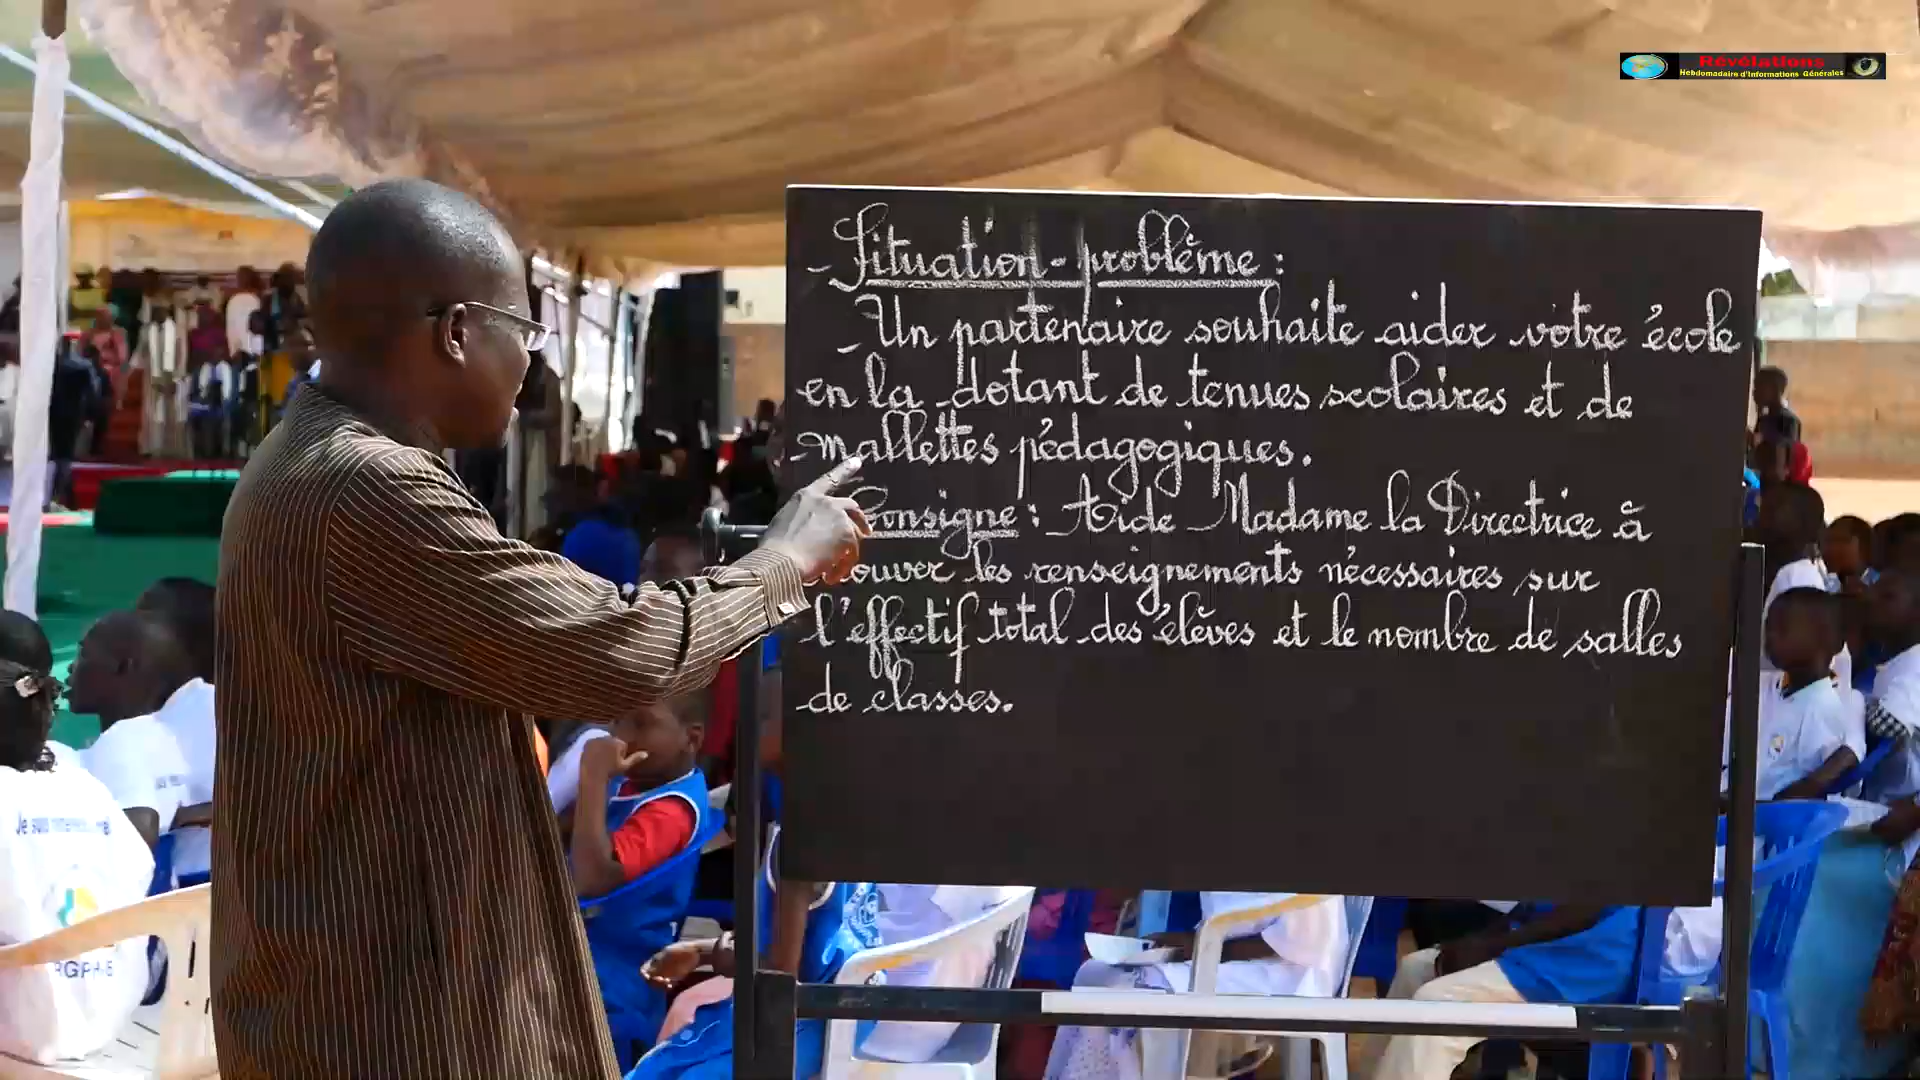 Révélations
Hebdomadaire d'Informations Générales
- Situation-problème :
- Un partenaire souhaite aider votre école
en la dotant de tenues scolaires et de
mallettes pédagogiques.
Consigne : Aide Madame la Directrice à
les renseignements nécessaires sur
l'effectif total des élèves et le nombre de salles
de classes.
Je suis